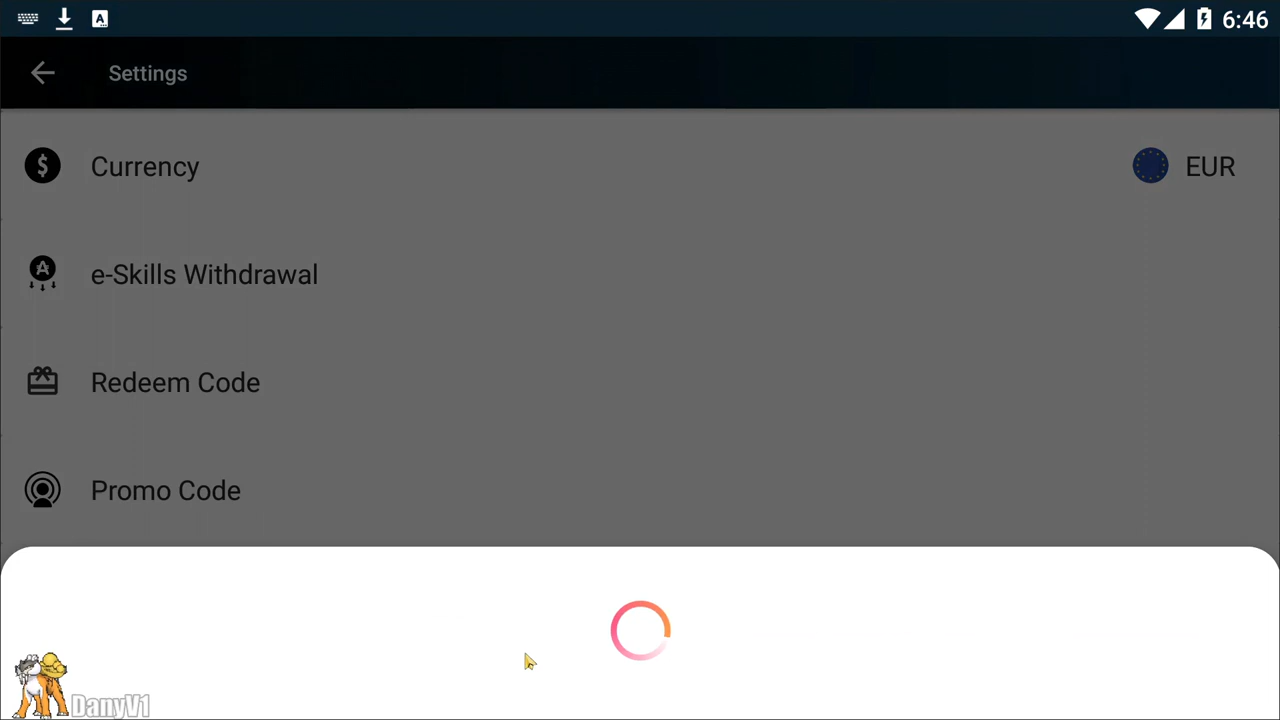 6:46
Settings
Currency
EUR
e-Skills Withdrawal
Redeem Code
Promo Code
DanyV1